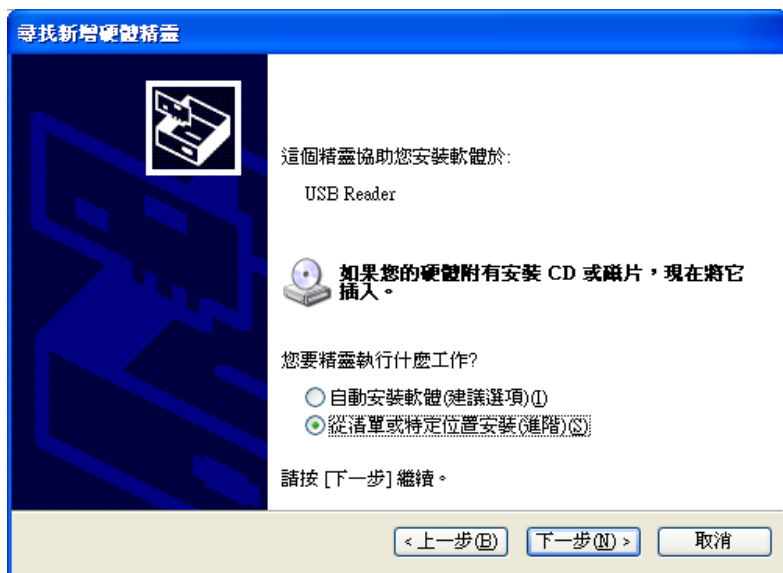 尋找新增硬體精靈
這個精靈協助您安裝軟體於:
USB Reader
如果您的硬體附有安裝 CD 或磁片，現在將它
插入。
您要精靈執行什麼工作?
自動安裝軟體(建議選項)(I)
從清單或特定位置安裝(進階)(S)
請按 [下一步] 繼續。
<上一步(B) 下一步(N)> 取消